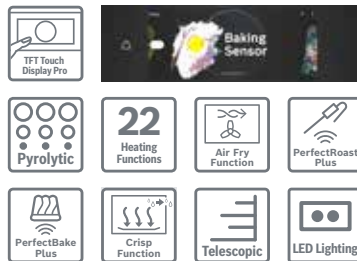 TFT Touch
Display Pro
Baking
Sensor
Pyrolytic
22
Heating
Functions
Air Fry
Function
PerfectRoast
Plus
PerfectBake
Plus
Crisp
Function
Telescopic
LED Lighting